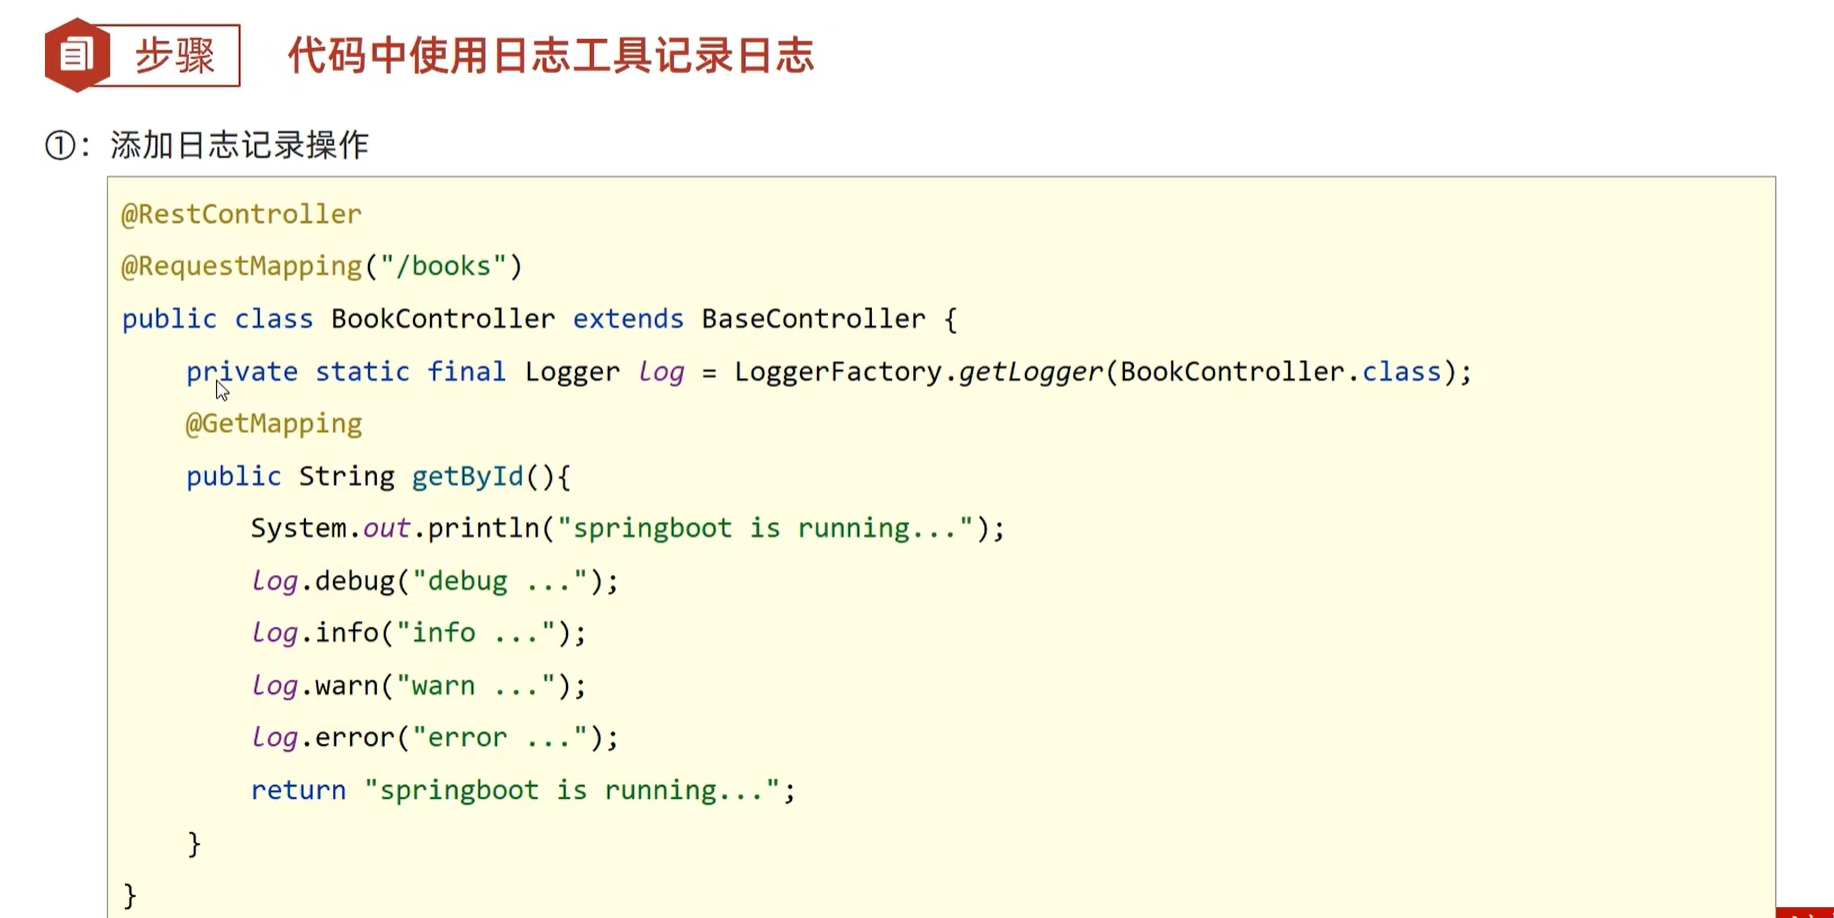 步骤 代码中使用日志工具记录日志
①：添加日志记录操作
@RestController
@RequestMapping("/books")
public class BookController extends BaseController {
    private static final Logger log = LoggerFactory.getLogger(BookController.class);
    @GetMapping
    public String getById(){
        System.out.println("springboot is running...");
        log.debug("debug ...");
        log.info("info ...");
        log.warn("warn ...");
        log.error("error ...");
        return "springboot is running...";
    }
}